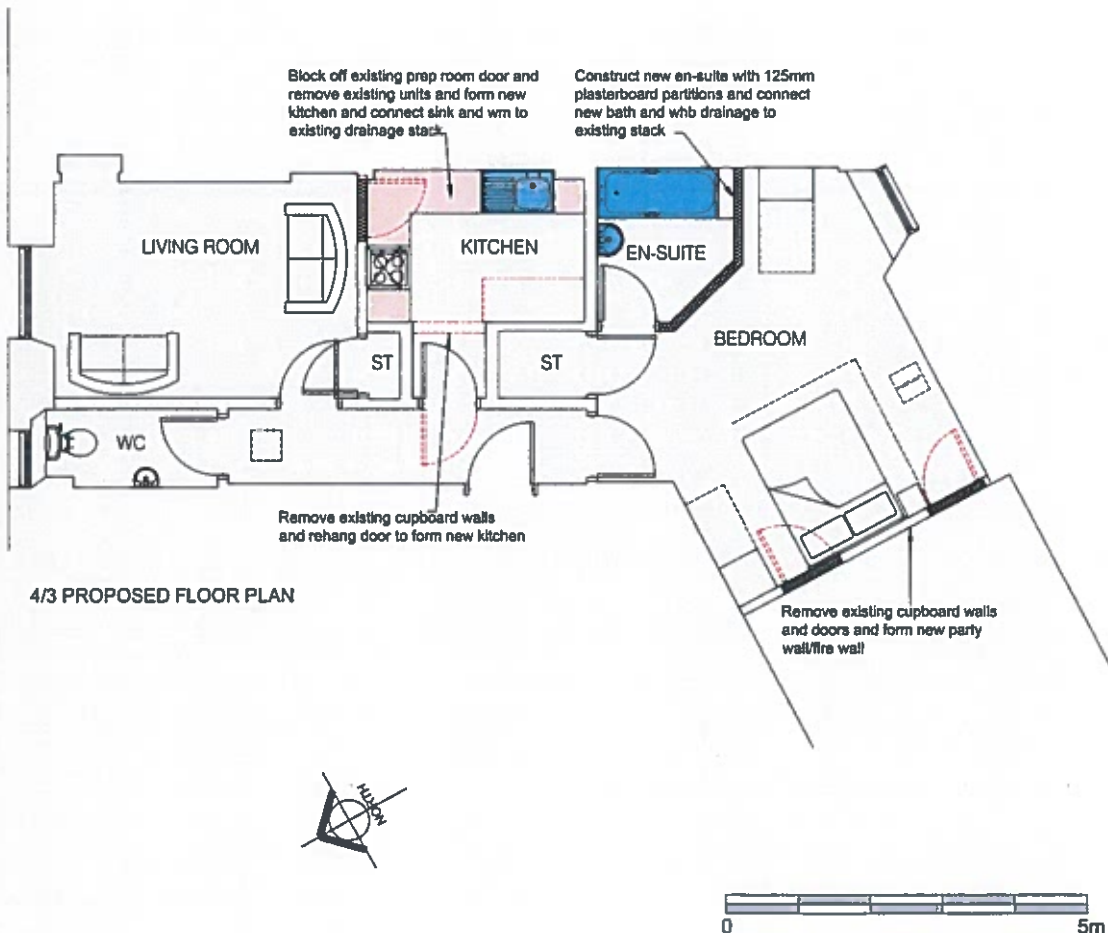 Block off existing prep room door and
remove existing units and form new
kitchen and connect sink and wm to
existing drainage stack
Construct new en-suite with 125mm
plasterboard partitions and connect
new bath and whb drainage to
existing stack
LIVING ROOM
KITCHEN
EN-SUITE
BEDROOM
ST
ST
WC
Remove existing cupboard walls
and rehang door to form new kitchen
4/3 PROPOSED FLOOR PLAN
Remove existing cupboard walls
and doors and form new party
wall/fire wall
NORTH
0
5m